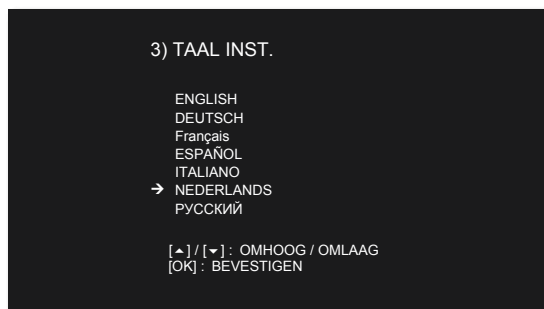 3) TAAL INST.
ENGLISH
DEUTSCH
Français
ESPAÑOL
ITALIANO
➔ NEDERLANDS
РУССКИЙ
[▲] / [▼] : OMHOOG / OMLAAG
[OK] : BEVESTIGEN